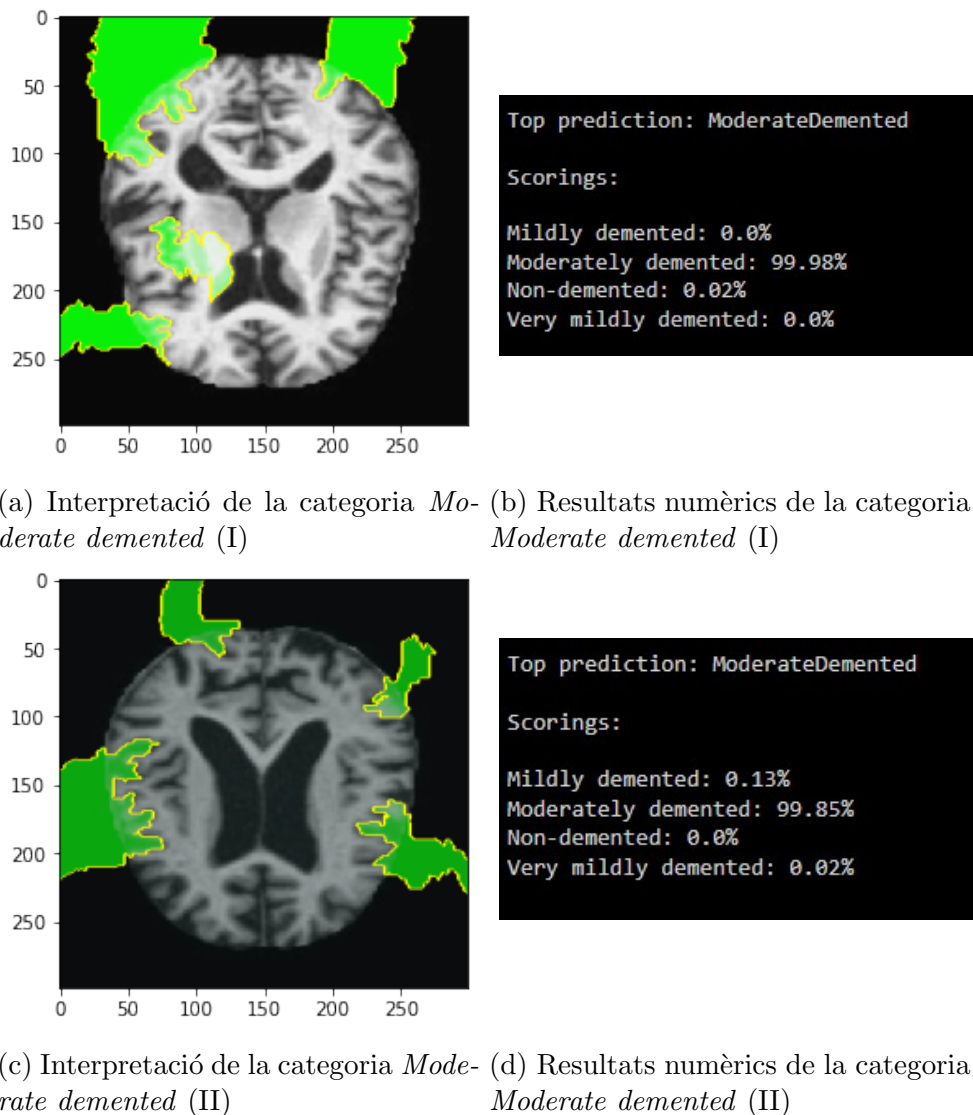 0
50
100
150
200
250
0 50 100 150 200 250
Top prediction: ModerateDemented
Scorings:
Mildly demented: 0.0%
Moderately demented: 99.98%
Non-demented: 0.02%
Very mildly demented: 0.0%
(a) Interpretació de la categoria Mo-
derate demented (I)
(b) Resultats numèrics de la categoria
Moderate demented (I)
0
50
100
150
200
250
0 50 100 150 200 250
Top prediction: ModerateDemented
Scorings:
Mildly demented: 0.13%
Moderately demented: 99.85%
Non-demented: 0.0%
Very mildly demented: 0.02%
(c) Interpretació de la categoria Mode-
rate demented (II)
(d) Resultats numèrics de la categoria
Moderate demented (II)